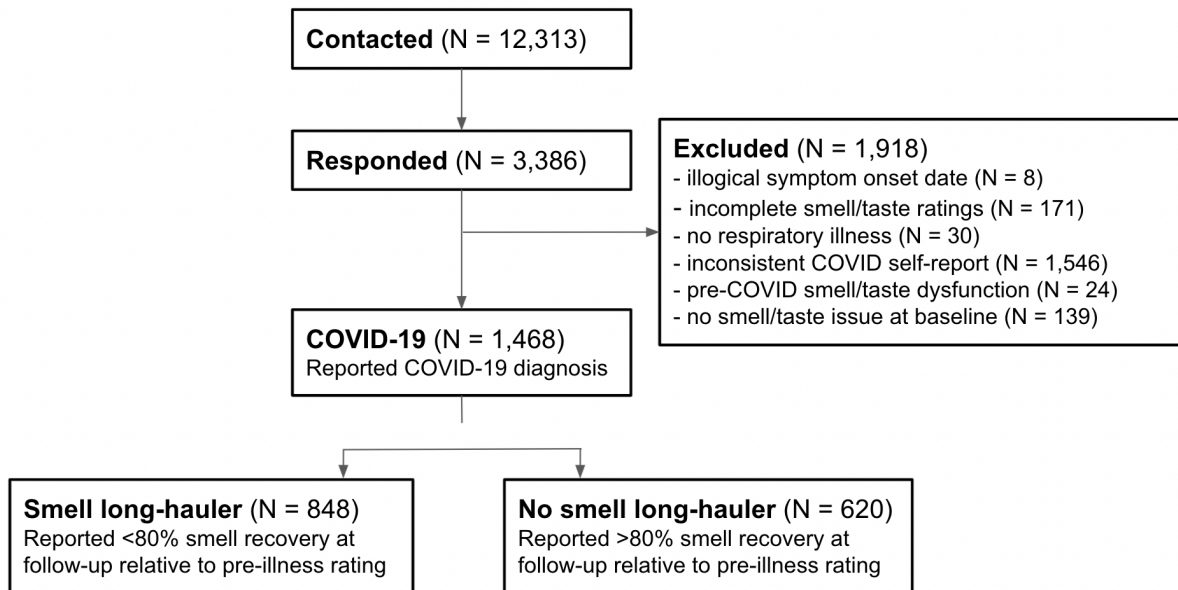 Contacted (N = 12,313)
Responded (N = 3,386)
Excluded (N = 1,918)
- illogical symptom onset date (N = 8)
- incomplete smell/taste ratings (N = 171)
- no respiratory illness (N = 30)
- inconsistent COVID self-report (N = 1,546)
- pre-COVID smell/taste dysfunction (N = 24)
- no smell/taste issue at baseline (N = 139)
COVID-19 (N = 1,468)
Reported COVID-19 diagnosis
Smell long-hauler (N = 848)
Reported <80% smell recovery at
follow-up relative to pre-illness rating
No smell long-hauler (N = 620)
Reported >80% smell recovery at
follow-up relative to pre-illness rating